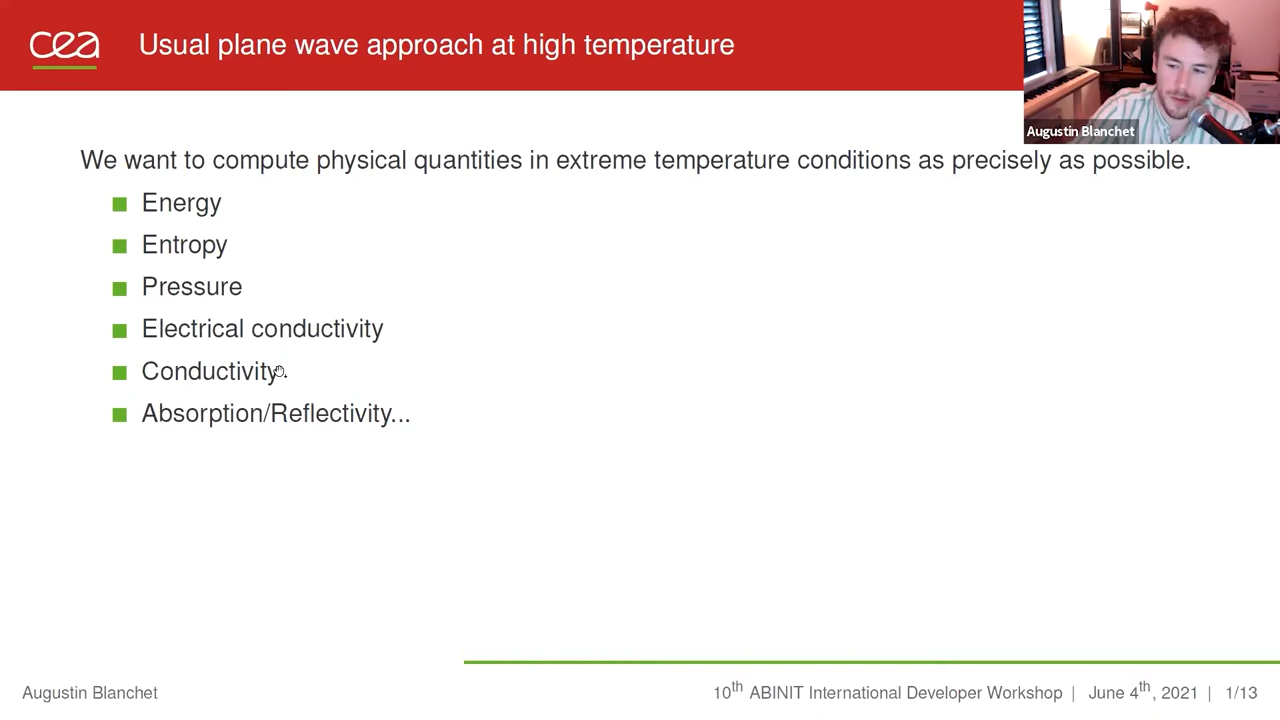 cea
Usual plane wave approach at high temperature
Augustin Blanchet
We want to compute physical quantities in extreme temperature conditions as precisely as possible.
Energy
Entropy
Pressure
Electrical conductivity
Conductivity
Absorption/Reflectivity...
Augustin Blanchet
10th ABINIT International Developer Workshop | June 4th, 2021 | 1/13